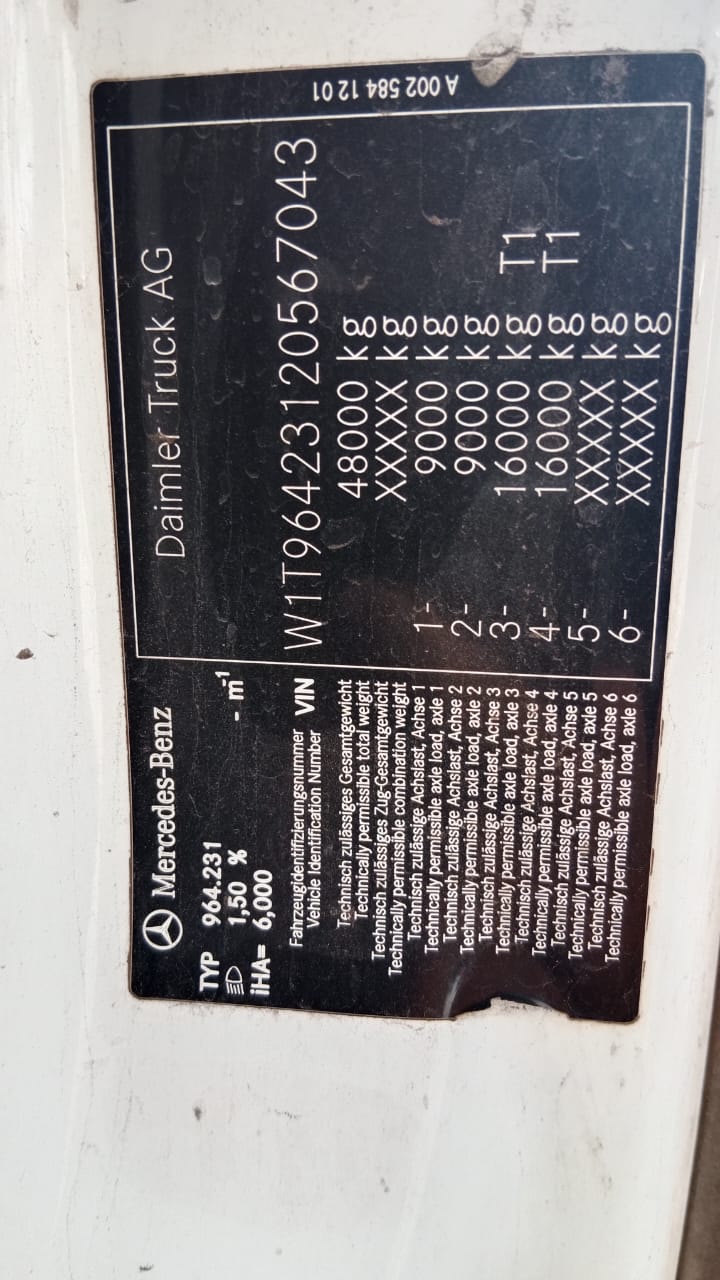 Mercedes-Benz Daimler Truck AG
TYP 964.231
1,50 % - m⁻¹
iHA= 6,000
Fahrzeugidentifizierungsnummer
Vehicle Identification Number VIN W1T96423120567043
Technisch zulässiges Gesamtgewicht
Technically permissible total weight 48000 kg
Technisch zulässiges Zug-Gesamtgewicht
Technically permissible combination weight XXXXX kg
Technisch zulässige Achslast, Achse 1
Technically permissible axle load, axle 1 1- 9000 kg
Technisch zulässige Achslast, Achse 2
Technically permissible axle load, axle 2 2- 9000 kg
Technisch zulässige Achslast, Achse 3
Technically permissible axle load, axle 3 3- 16000 kg T1
Technisch zulässige Achslast, Achse 4
Technically permissible axle load, axle 4 4- 16000 kg T1
Technisch zulässige Achslast, Achse 5
Technically permissible axle load, axle 5 5- XXXXX kg
Technisch zulässige Achslast, Achse 6
Technically permissible axle load, axle 6 6- XXXXX kg
A 002 584 12 01